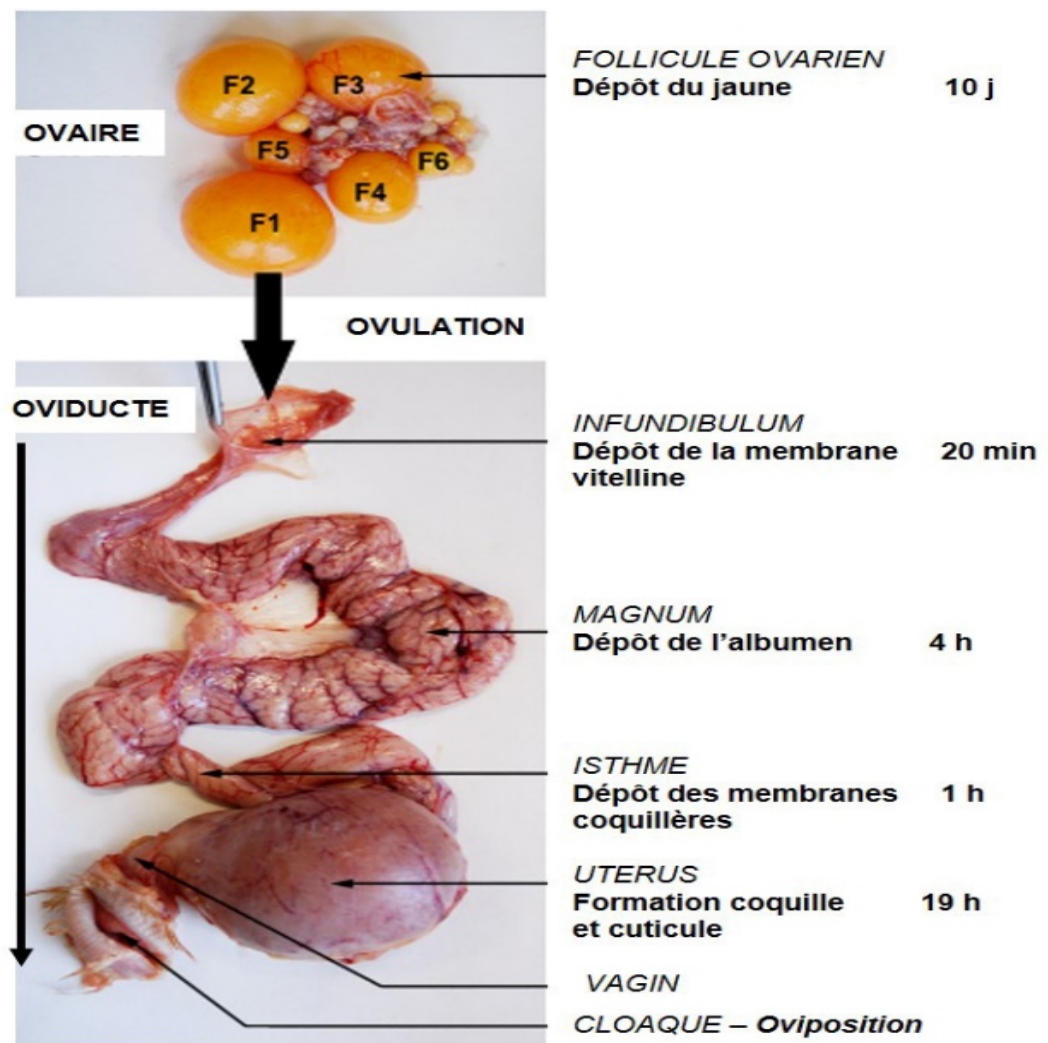 FOLLICULE OVARIEN
Dépôt du jaune 10 j
OVAIRE
F2
F3
F5
F6
F4
F1
OVULATION
OVIDUCTE
INFUNDIBULUM
Dépôt de la membrane 20 min
vitelline
MAGNUM
Dépôt de l'albumen 4 h
ISTHME
Dépôt des membranes 1 h
coquillères
UTERUS
Formation coquille 19 h
et cuticule
VAGIN
CLOAQUE – Oviposition